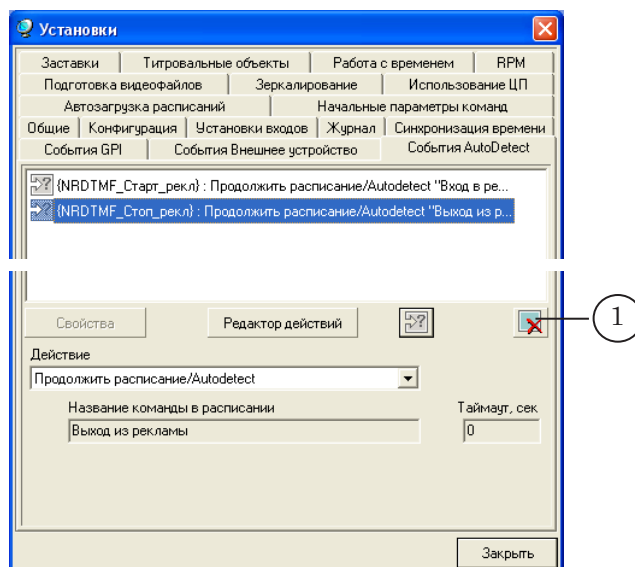 Установки
Заставки Титровальные объекты Работа с временем RPM
Подготовка видеофайлов Зеркалирование Использование ЦП
Автозагрузка расписаний Начальные параметры команд
Общие Конфигурация Установки входов Журнал Синхронизация времени
События GPI События Внешнее устройство События AutoDetect
{NRDTMF_Старт_рекл} : Продолжить расписание/Autodetect "Вход в ре...
{NRDTMF_Стоп_рекл} : Продолжить расписание/Autodetect "Выход из р...
Свойства Редактор действий 1
Действие
Продолжить расписание/Autodetect
Название команды в расписании Таймаут, сек
Выход из рекламы 0
Закрыть